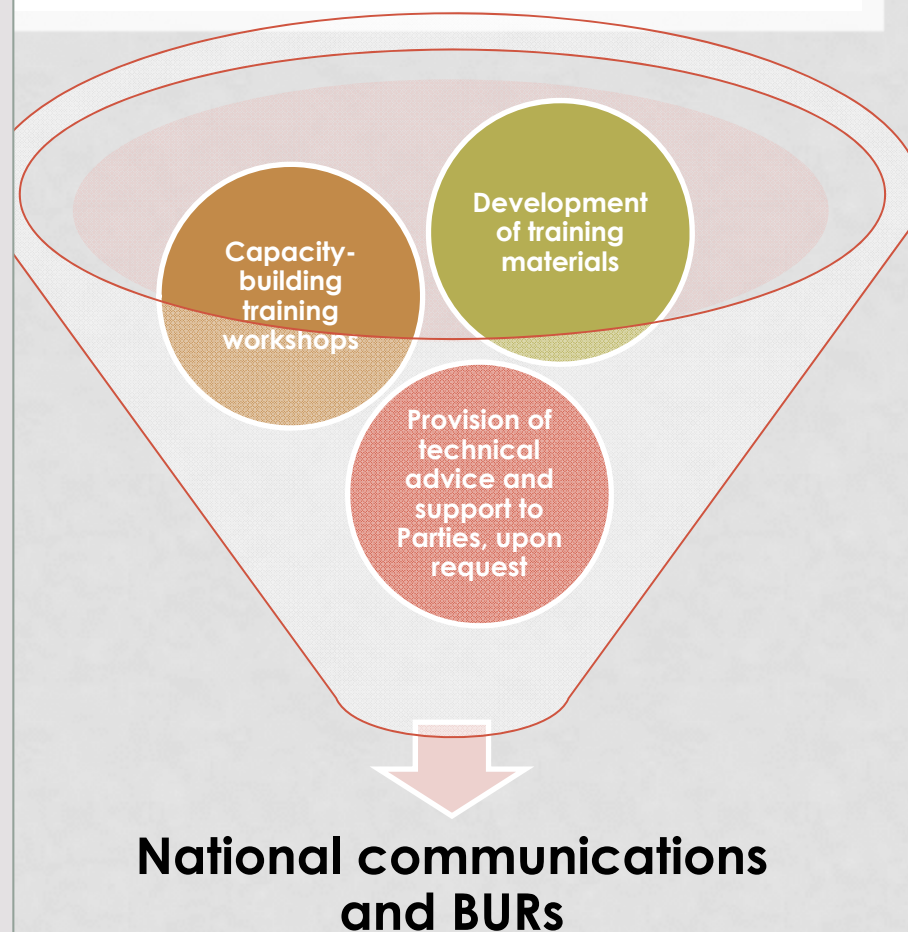 Capacity-
building
training
workshops
Development
of training
materials
Provision of
technical
advice and
support to
Parties, upon
request
National communications
and BURs